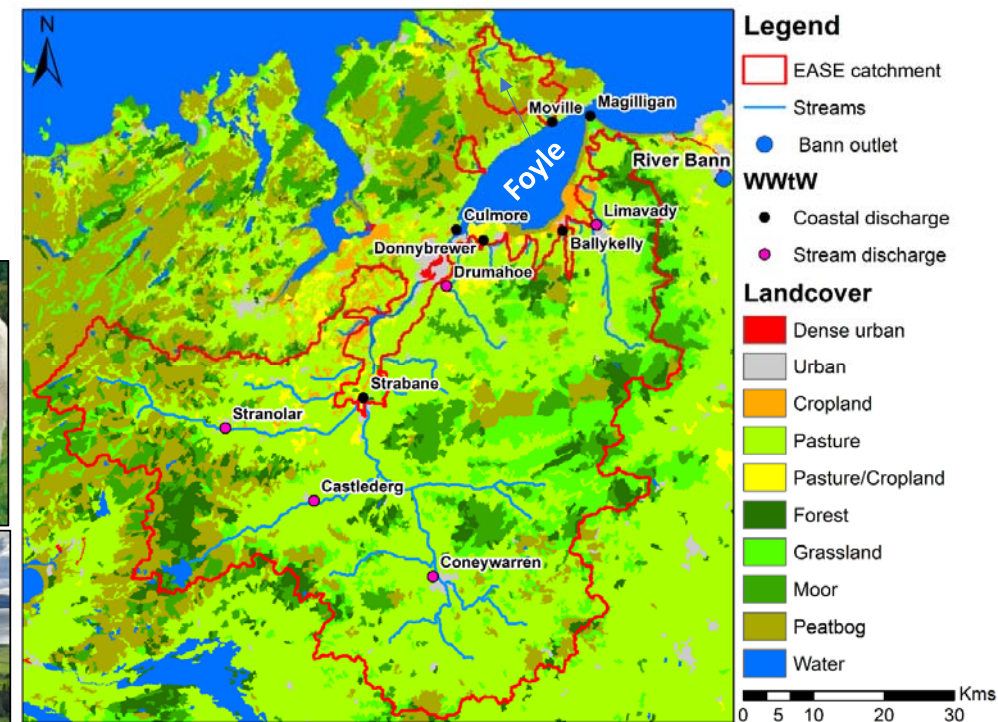 N
Moville
Magilligan
Foyle
River Bann
Culmore
Limavady
Donnybrewer
Ballykelly
Drumahoe
Strabane
Stranolar
Castlederg
Coneywarren
Legend
EASE catchment
Streams
Bann outlet
WWtW
Coastal discharge
Stream discharge
Landcover
Dense urban
Urban
Cropland
Pasture
Pasture/Cropland
Forest
Grassland
Moor
Peatbog
Water
Kms
0 5 10 20 30